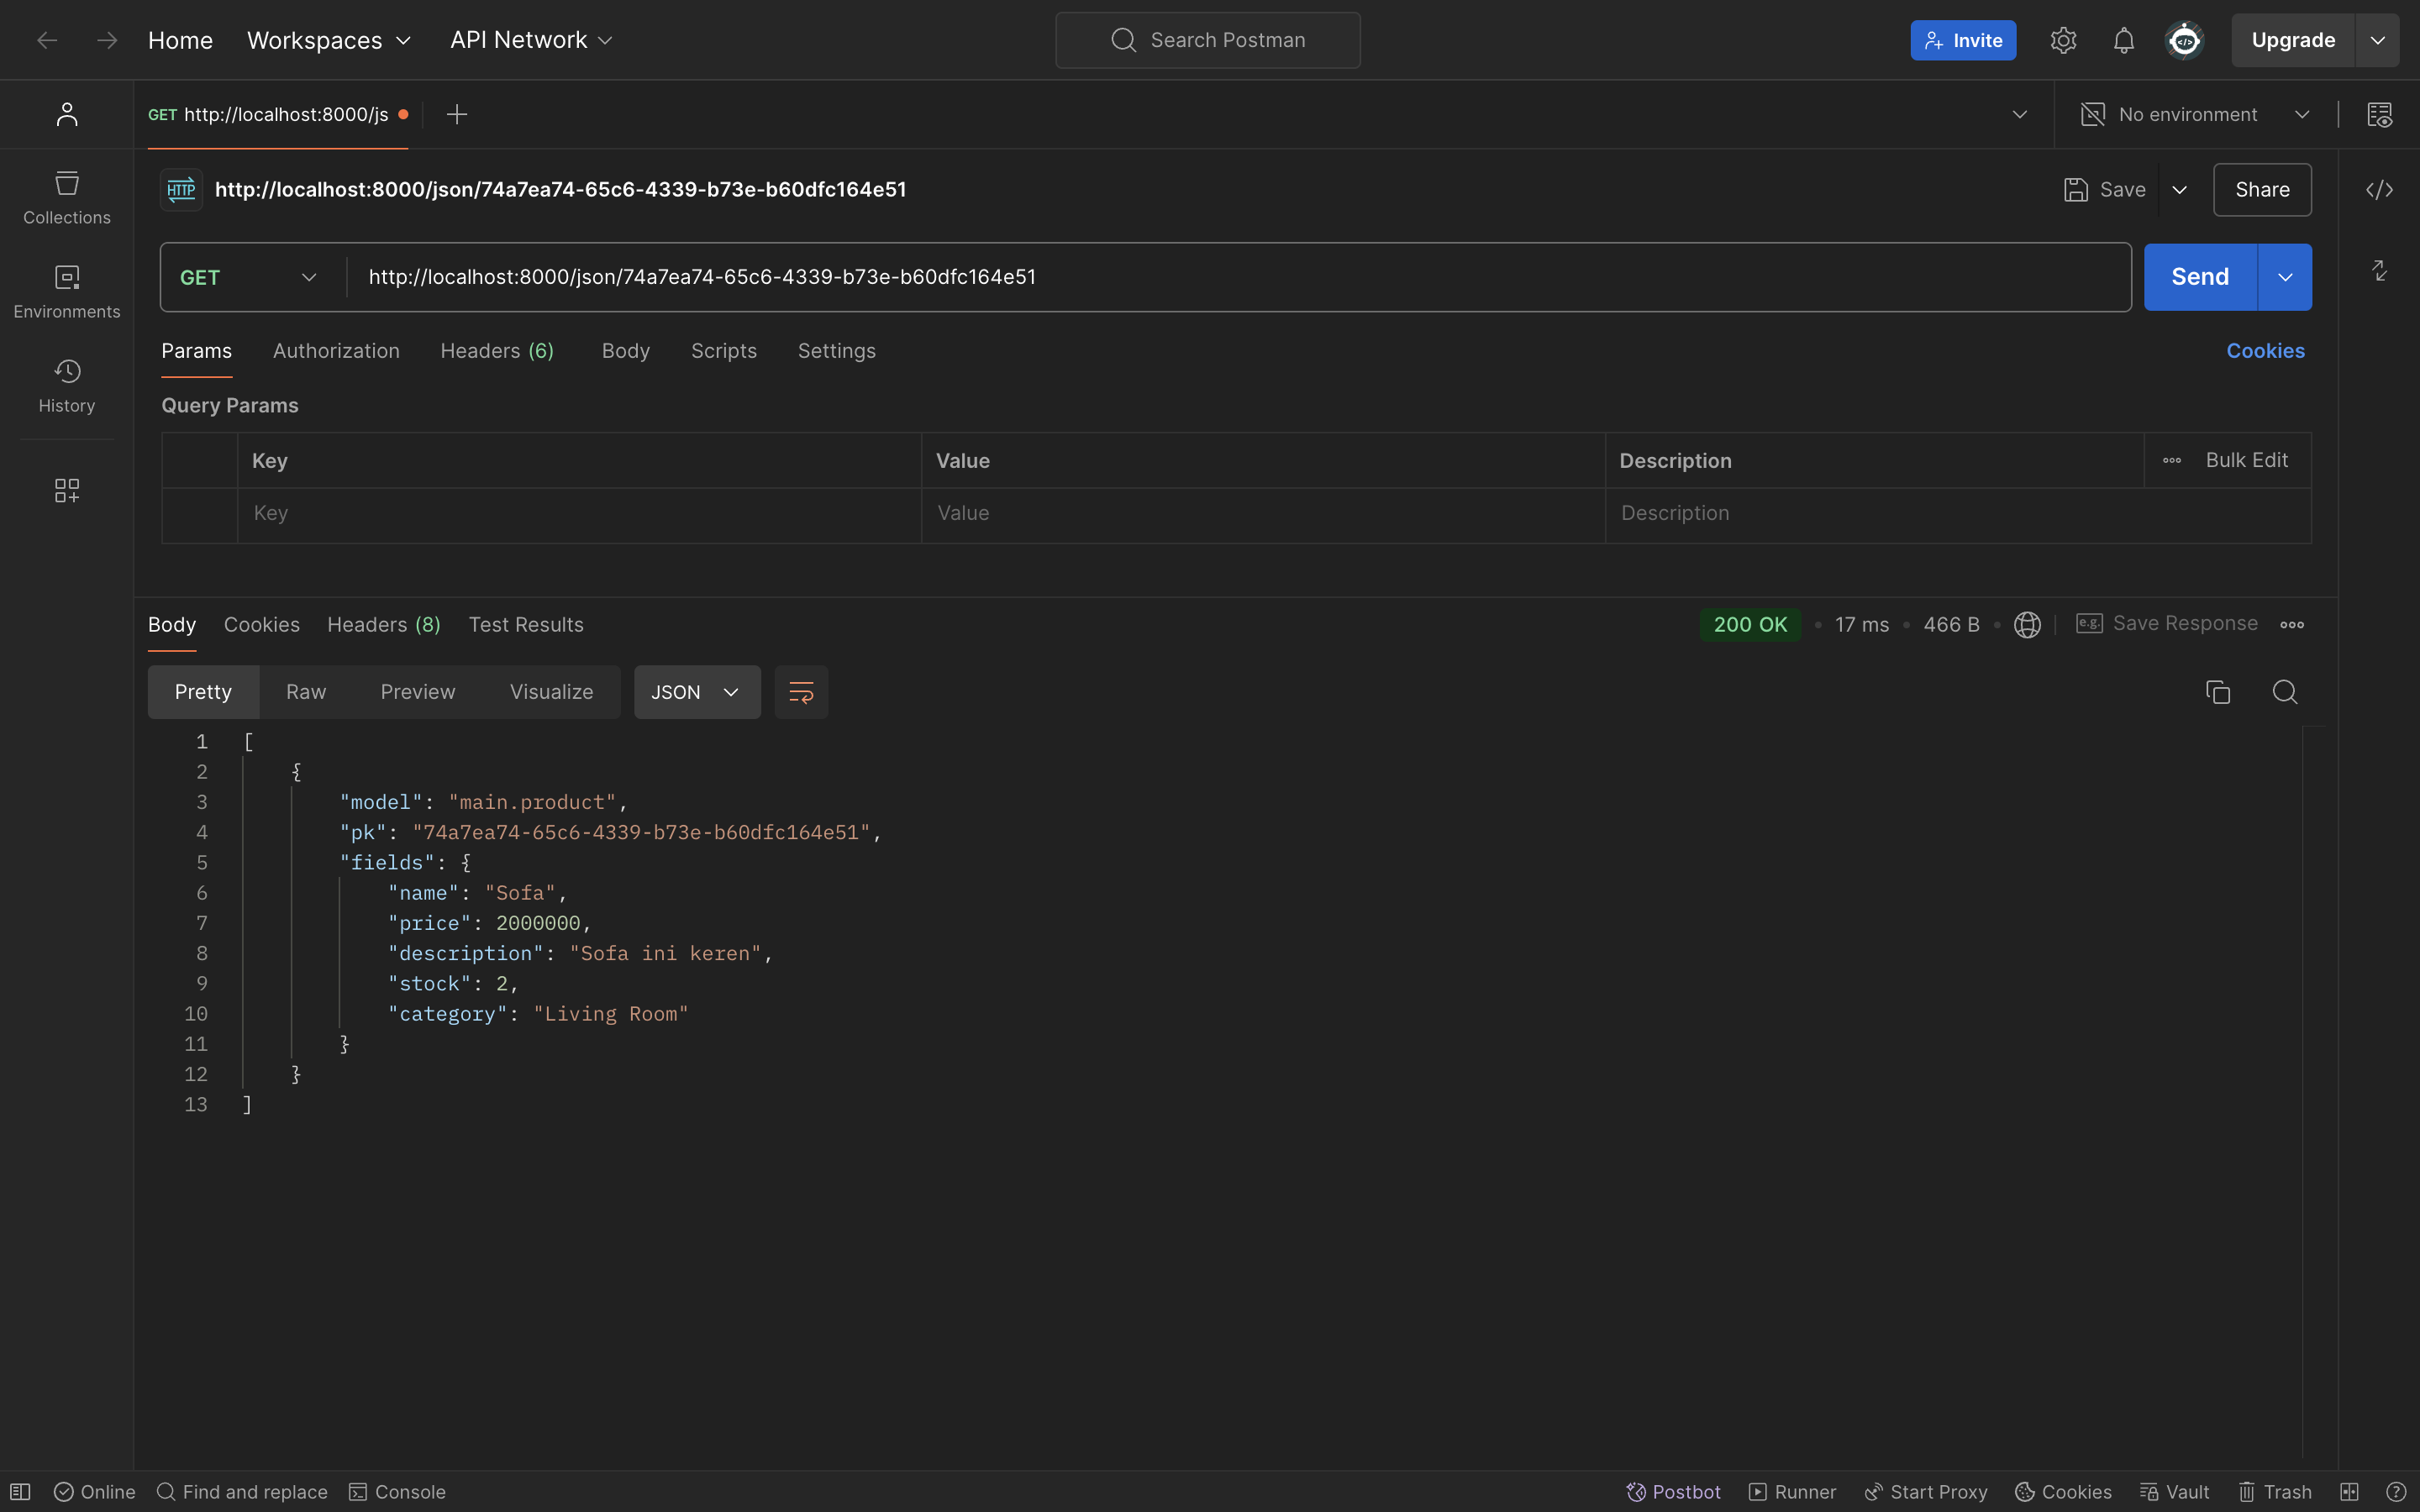 Home Workspaces API Network Search Postman Invite Upgrade
GET http://localhost:8000/js No environment
HTTP http://localhost:8000/json/74a7ea74-65c6-4339-b73e-b60dfc164e51 Save Share
Collections
Environments
History
GET http://localhost:8000/json/74a7ea74-65c6-4339-b73e-b60dfc164e51 Send
Params Authorization Headers (6) Body Scripts Settings Cookies
Query Params
Key Value Description Bulk Edit
Key Value Description
Body Cookies Headers (8) Test Results 200 OK 17 ms 466 B e.g. Save Response
Pretty Raw Preview Visualize JSON
1 [
2 {
3 "model": "main.product",
4 "pk": "74a7ea74-65c6-4339-b73e-b60dfc164e51",
5 "fields": {
6 "name": "Sofa",
7 "price": 2000000,
8 "description": "Sofa ini keren",
9 "stock": 2,
10 "category": "Living Room"
11 }
12 }
13 ]
Online Find and replace Console Postbot Runner Start Proxy Cookies Vault Trash